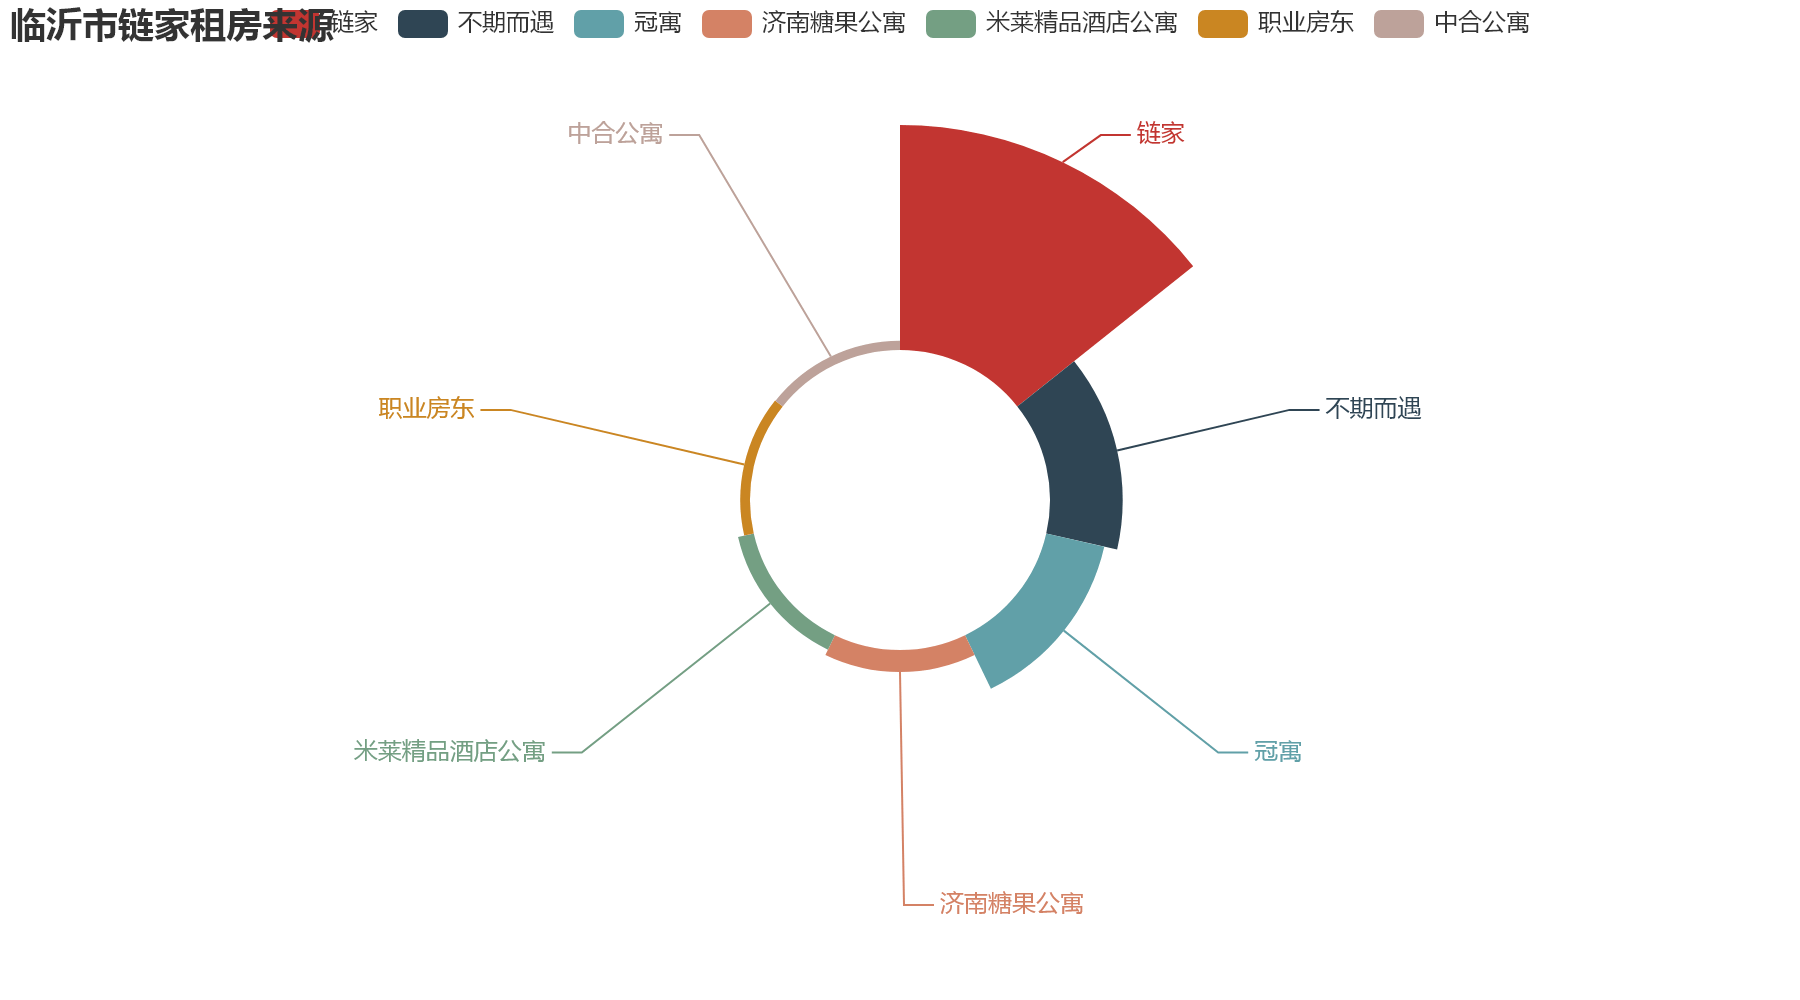 临沂市链家租房来源
链家 不期而遇 冠寓 济南糖果公寓 米莱精品酒店公寓 职业房东 中合公寓
中合公寓
链家
职业房东
不期而遇
米莱精品酒店公寓
冠寓
济南糖果公寓